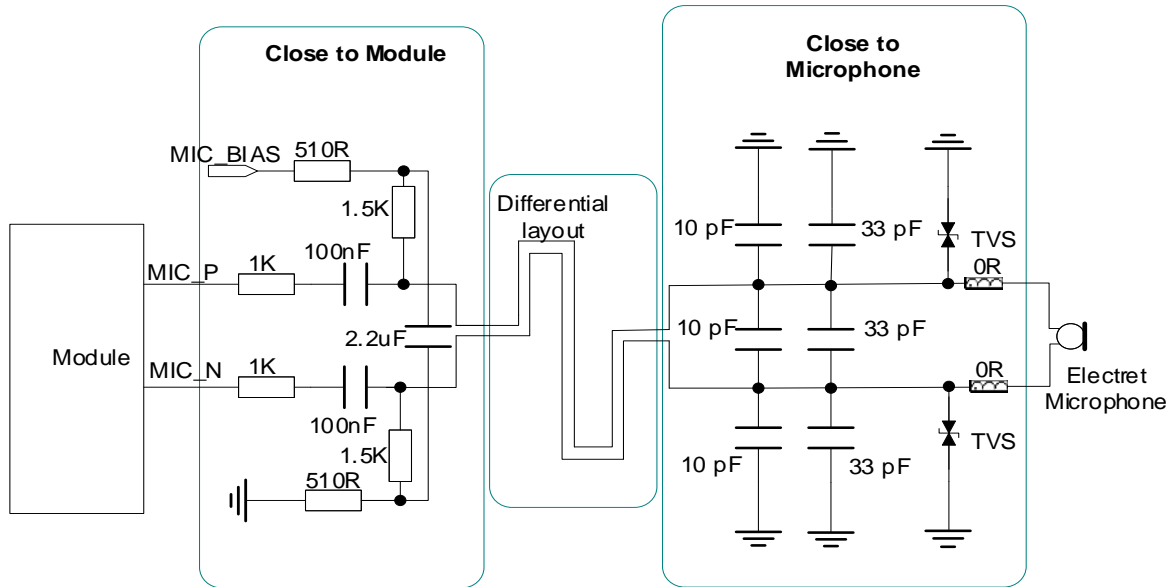 Close to Module
Close to
Microphone
MIC_BIAS
510R
1.5K
Differential
layout
10 pF
33 pF
TVS
100nF
MIC_P
1K
0R
Module
2.2uF
10 pF
33 pF
MIC_N
1K
0R
Electret
Microphone
100nF
1.5K
510R
10 pF
33 pF
TVS